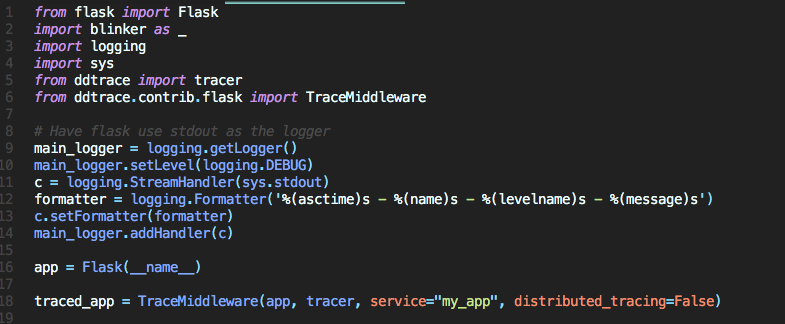 1 from flask import Flask
2 import blinker as _
3 import logging
4 import sys
5 from ddtrace import tracer
6 from ddtrace.contrib.flask import TraceMiddleware
7
8 # Have flask use stdout as the logger
9 main_logger = logging.getLogger()
10 main_logger.setLevel(logging.DEBUG)
11 c = logging.StreamHandler(sys.stdout)
12 formatter = logging.Formatter('%(asctime)s - %(name)s - %(levelname)s - %(message)s')
13 c.setFormatter(formatter)
14 main_logger.addHandler(c)
15
16 app = Flask(__name__)
17
18 traced_app = TraceMiddleware(app, tracer, service="my_app", distributed_tracing=False)
19